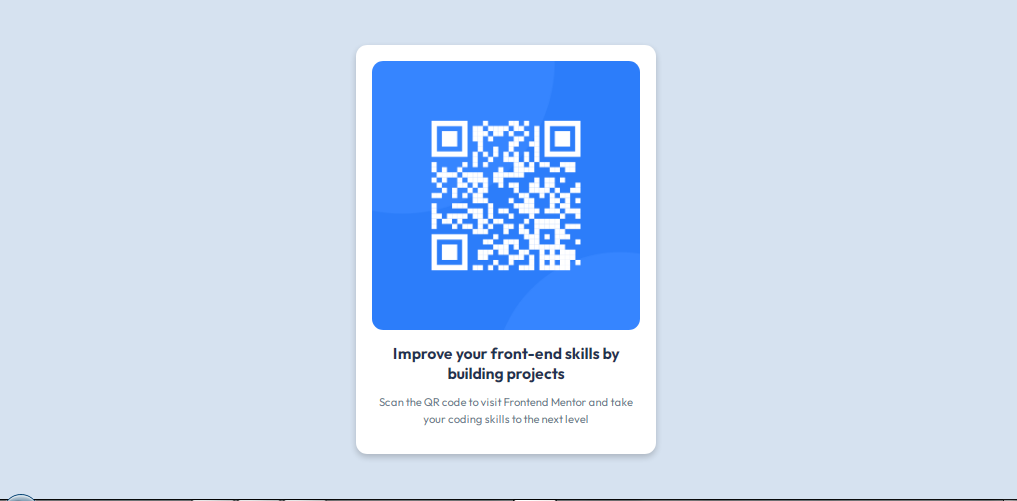 Improve your front-end skills by
building projects
Scan the QR code to visit Frontend Mentor and take
your coding skills to the next level